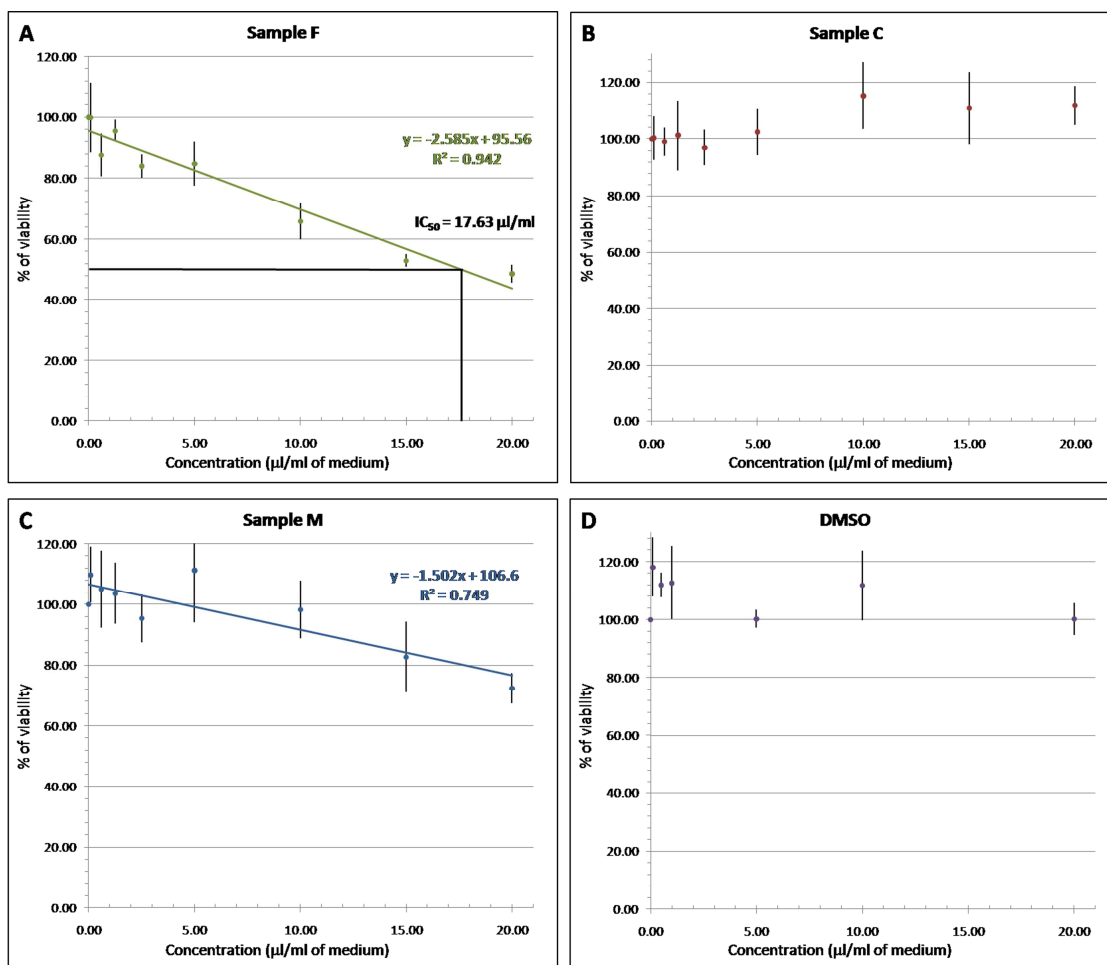 A
Sample F
120.00
100.00
80.00
60.00
40.00
20.00
0.00
% of viability
y = -2.585x + 95.56
R² = 0.942
IC₅₀ = 17.63 µl/ml
0.00 5.00 10.00 15.00 20.00
Concentration (µl/ml of medium)
B
Sample C
120.00
100.00
80.00
60.00
40.00
20.00
0.00
% of viability
0.00 5.00 10.00 15.00 20.00
Concentration (µl/ml of medium)
C
Sample M
120.00
100.00
80.00
60.00
40.00
20.00
0.00
% of viability
y = -1.502x + 106.6
R² = 0.749
0.00 5.00 10.00 15.00 20.00
Concentration (µl/ml of medium)
D
DMSO
120.00
100.00
80.00
60.00
40.00
20.00
0.00
% of viability
0.00 5.00 10.00 15.00 20.00
Concentration (µl/ml of medium)